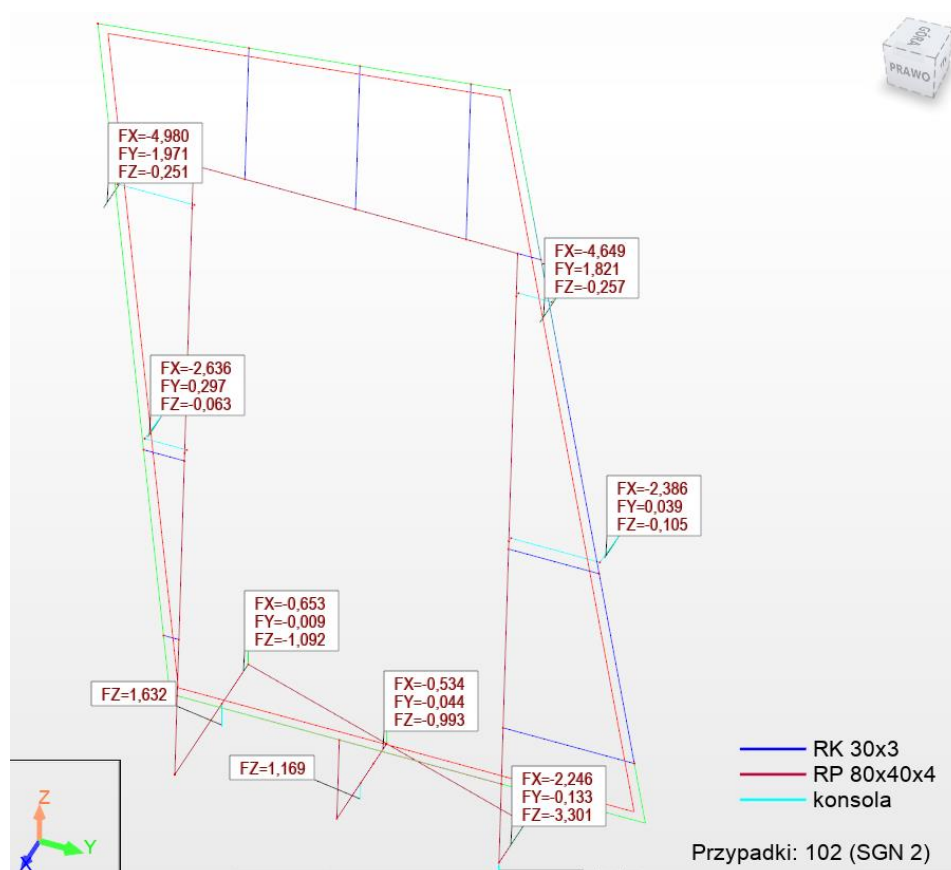 GÓRA
PRAWO
FX=-4,980
FY=-1,971
FZ=-0,251
FX=-4,649
FY=1,821
FZ=-0,257
FX=-2,636
FY=0,297
FZ=-0,063
FX=-2,386
FY=0,039
FZ=-0,105
FX=-0,653
FY=-0,009
FZ=-1,092
FZ=1,632
FX=-0,534
FY=-0,044
FZ=-0,993
FZ=1,169
FX=-2,246
FY=-0,133
FZ=-3,301
RK 30x3
RP 80x40x4
konsola
Z
Y
X
Przypadki: 102 (SGN 2)